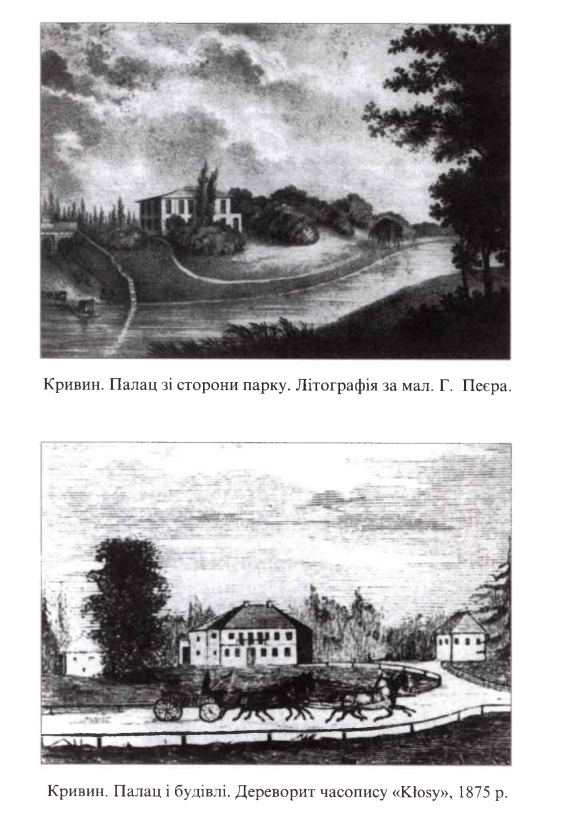 Кривин. Палац зі сторони парку. Літографія за мал. Г. Пеєра.
Кривин. Палац і будівлі. Дереворит часопису «Kłosy», 1875 р.